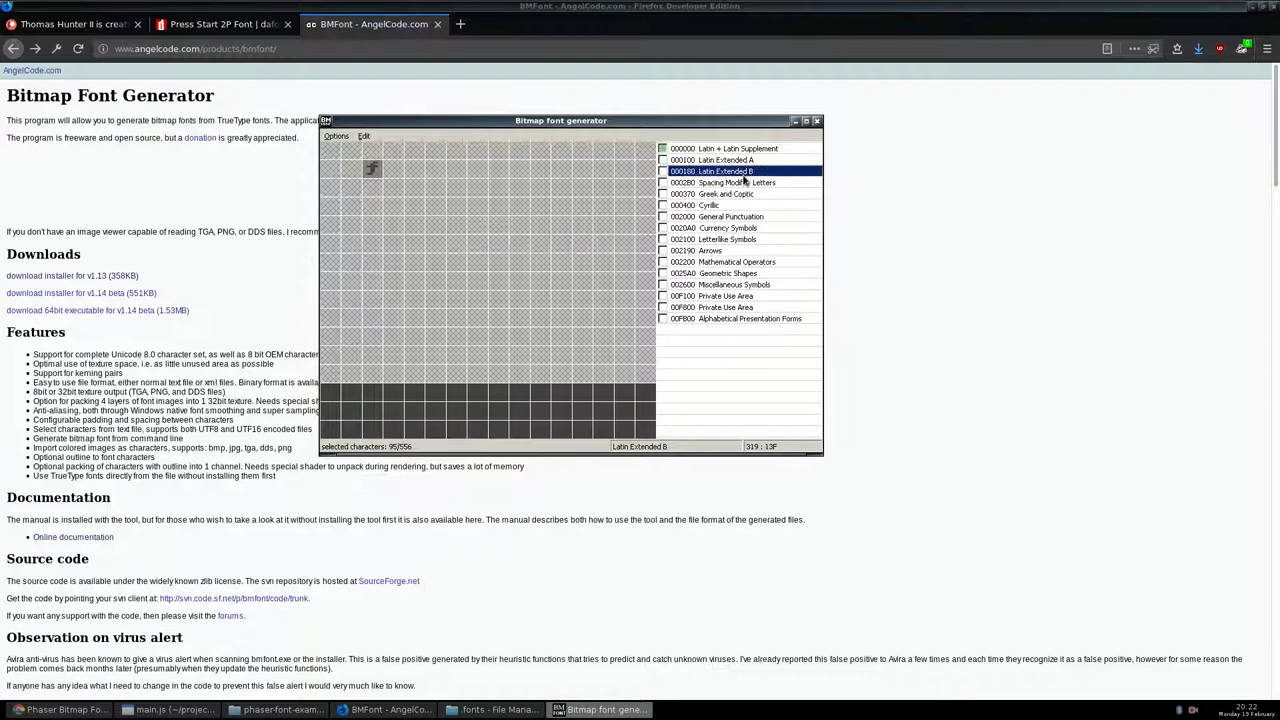 BMFont - AngelCode.com - Firefox Developer Edition
Thomas Hunter II is creat
Press Start 2P Font | dafo
BMFont - AngelCode.com
www.angelcode.com/products/bmfont/
AngelCode.com
Bitmap Font Generator
This program will allow you to generate bitmap fonts from TrueType fonts. The applicat
The program is freeware and open source, but a donation is greatly appreciated.
If you don't have an image viewer capable of reading TGA, PNG, or DDS files, I recomm
Downloads
download installer for v1.13 (358KB)
download installer for v1.14 beta (551KB)
download 64bit executable for v1.14 beta (1.53MB)
Features
Support for complete Unicode 8.0 character set, as well as 8 bit OEM character
Optimal use of texture space, i.e. as little unused area as possible
Support for kerning pairs
Easy to use file format, either normal text file or xml files. Binary format is availa
8bit or 32bit texture output (TGA, PNG, and DDS files)
Option for packing 4 layers of font images into 1 32bit texture. Needs special sh
Anti-aliasing, both through Windows native font smoothing and super sampling
Configurable padding and spacing between characters
Select characters from text file, supports both UTF8 and UTF16 encoded
Generate bitmap font from command line
Import colored images as characters, supports: bmp, jpg, tga, dds, png
Optional outline to font characters
Optional packing of characters with outline into 1 channel. Needs special shader to unpack during rendering, but saves a lot of memory
Use TrueType fonts directly from the file without installing them first
Documentation
The manual is installed with the tool, but for those who wish to take a look at it without installing the tool first it is also available here. The manual describes both how to use the tool and the file format of the generated files.
Online documentation
Source code
The source code is available under the widely known zlib license. The svn repository is hosted at SourceForge.net
Get the code by pointing your svn client at: http://svn.code.sf.net/p/bmfont/code/trunk.
If you want any support with the code, then please visit the forums.
Observation on virus alert
Avira anti-virus has been known to give a virus alert when scanning bmfont.exe or the installer. This is a false positive generated by their heuristic functions that tries to predict and catch unknown viruses. I've already reported this false positive to Avira a few times and each time they recognize it as a false positive, however for some reason the
problem comes back months later (presumably when they update the heuristic functions).
If anyone has any idea what I need to change in the code to prevent this false alert I would very much like to know.
BM
Bitmap font generator
Options Edit
ƒ
000000 Latin + Latin Supplement
000100 Latin Extended A
000180 Latin Extended B
0002B0 Spacing Modifier Letters
000370 Greek and Coptic
000400 Cyrillic
002000 General Punctuation
0020A0 Currency Symbols
002100 Letterlike Symbols
002190 Arrows
002200 Mathematical Operators
0025A0 Geometric Shapes
002600 Miscellaneous Symbols
00F100 Private Use Area
00F800 Private Use Area
00FB00 Alphabetical Presentation Forms
selected characters: 95/556
Latin Extended B
319 : 13F
Phaser Bitmap Fo...
main.js (~/projec...
phaser-font-exam...
BMFont - AngelCo...
.fonts - File Mana...
BM FONT
Bitmap font gene...
20:22
Monday 19 February